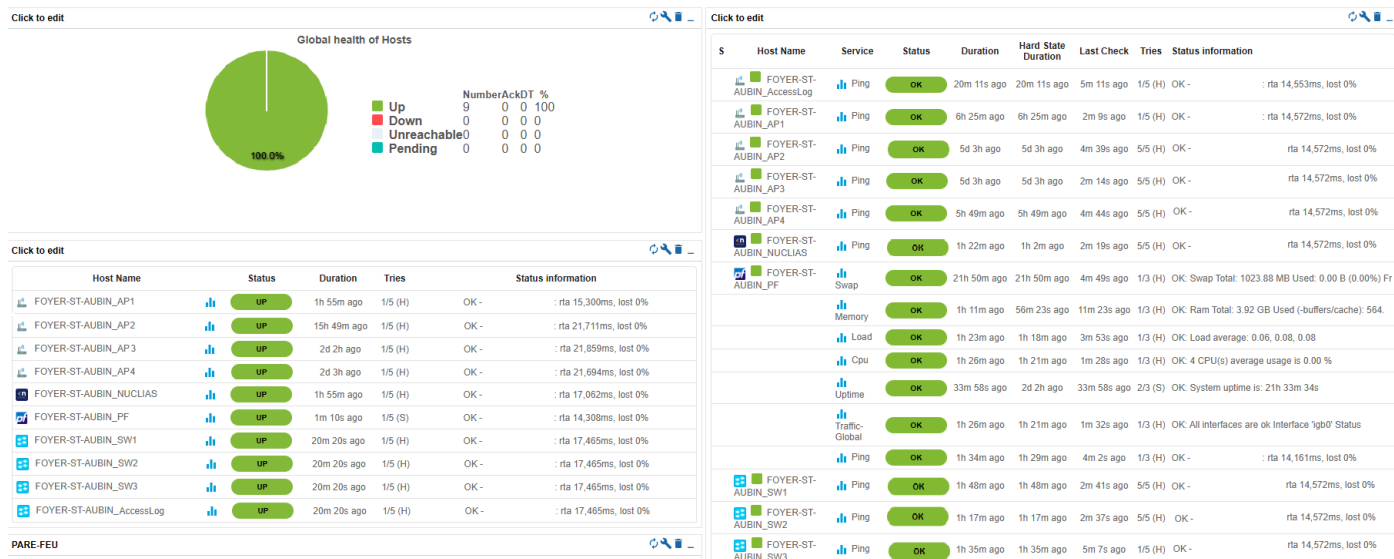 Click to edit
Global health of Hosts
Number Ack DT %
Up 9 0 0 100
Down 0 0 0 0
Unreachable 0 0 0 0
Pending 0 0 0 0
100.0%
Click to edit
Host Name Status Duration Tries Status information
FOYER-ST-AUBIN_AP1 UP 1h 55m ago 1/5 (H) OK - : rta 15,300ms, lost 0%
FOYER-ST-AUBIN_AP2 UP 15h 49m ago 1/5 (H) OK - : rta 21,711ms, lost 0%
FOYER-ST-AUBIN_AP3 UP 2d 2h ago 1/5 (H) OK - : rta 21,859ms, lost 0%
FOYER-ST-AUBIN_AP4 UP 2d 3h ago 1/5 (H) OK - : rta 21,694ms, lost 0%
FOYER-ST-AUBIN_NUCLIAS UP 1h 55m ago 1/5 (H) OK - : rta 17,062ms, lost 0%
FOYER-ST-AUBIN_PF UP 1m 10s ago 1/5 (S) OK - : rta 14,308ms, lost 0%
FOYER-ST-AUBIN_SW1 UP 20m 20s ago 1/5 (H) OK - : rta 17,465ms, lost 0%
FOYER-ST-AUBIN_SW2 UP 20m 20s ago 1/5 (H) OK - : rta 17,465ms, lost 0%
FOYER-ST-AUBIN_SW3 UP 20m 20s ago 1/5 (H) OK - : rta 17,465ms, lost 0%
FOYER-ST-AUBIN_AccessLog UP 20m 20s ago 1/5 (H) OK - : rta 17,465ms, lost 0%
PARE-FEU
Click to edit
S Host Name Service Status Duration Hard State Last Check Tries Status information
Duration
FOYER-ST- Ping OK 20m 11s ago 20m 11s ago 5m 11s ago 1/5 (H) OK - : rta 14,553ms, lost 0%
AUBIN_AccessLog
FOYER-ST- Ping OK 6h 25m ago 6h 25m ago 2m 9s ago 1/5 (H) OK - : rta 14,572ms, lost 0%
AUBIN_AP1
FOYER-ST- Ping OK 5d 3h ago 5d 3h ago 4m 39s ago 5/5 (H) OK - rta 14,572ms, lost 0%
AUBIN_AP2
FOYER-ST- Ping OK 5d 3h ago 5d 3h ago 2m 14s ago 5/5 (H) OK - rta 14,572ms, lost 0%
AUBIN_AP3
FOYER-ST- Ping OK 5h 49m ago 5h 49m ago 4m 44s ago 5/5 (H) OK - rta 14,572ms, lost 0%
AUBIN_AP4
FOYER-ST- Ping OK 1h 22m ago 1h 2m ago 2m 19s ago 5/5 (H) OK - rta 14,572ms, lost 0%
AUBIN_NUCLIAS
FOYER-ST- Swap OK 21h 50m ago 21h 50m ago 4m 49s ago 1/3 (H) OK: Swap Total: 1023.88 MB Used: 0.00 B (0.00%) Fr
AUBIN_PF
Memory OK 1h 11m ago 56m 23s ago 11m 23s ago 1/3 (H) OK: Ram Total: 3.92 GB Used (-buffers/cache): 564.
Load OK 1h 23m ago 1h 18m ago 3m 53s ago 1/3 (H) OK: Load average: 0.06, 0.08, 0.08
Cpu OK 1h 26m ago 1h 21m ago 1m 28s ago 1/3 (H) OK: 4 CPU(s) average usage is 0.00 %
Uptime OK 33m 58s ago 2d 2h ago 33m 58s ago 2/3 (S) OK: System uptime is: 21h 33m 34s
Traffic- OK 1h 26m ago 1h 21m ago 1m 32s ago 1/3 (H) OK: All interfaces are ok Interface 'igb0' Status
Global
Ping OK 1h 34m ago 1h 29m ago 4m 2s ago 1/3 (H) OK - : rta 14,161ms, lost 0%
FOYER-ST- Ping OK 1h 48m ago 1h 48m ago 2m 41s ago 5/5 (H) OK - rta 14,572ms, lost 0%
AUBIN_SW1
FOYER-ST- Ping OK 1h 17m ago 1h 17m ago 2m 37s ago 5/5 (H) OK - rta 14,572ms, lost 0%
AUBIN_SW2
FOYER-ST- Ping OK 1h 35m ago 1h 35m ago 5m 7s ago 1/5 (H) OK - rta 14,572ms, lost 0%
AUBIN_SW3